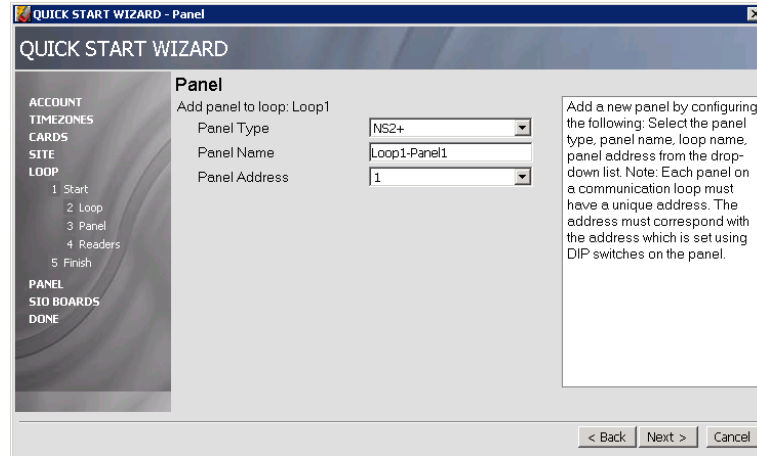 QUICK START WIZARD - Panel
QUICK START WIZARD
ACCOUNT
TIMEZONES
CARDS
SITE
LOOP
1 Start
2 Loop
3 Panel
4 Readers
5 Finish
PANEL
SIO BOARDS
DONE
Panel
Add panel to loop: Loop1
Panel Type
NS2+
Panel Name
Loop1-Panel1
Panel Address
1
Add a new panel by configuring
the following: Select the panel
type, panel name, loop name,
panel address from the drop-
down list. Note: Each panel on
a communication loop must
have a unique address. The
address must correspond with
the address which is set using
DIP switches on the panel.
< Back
Next >
Cancel